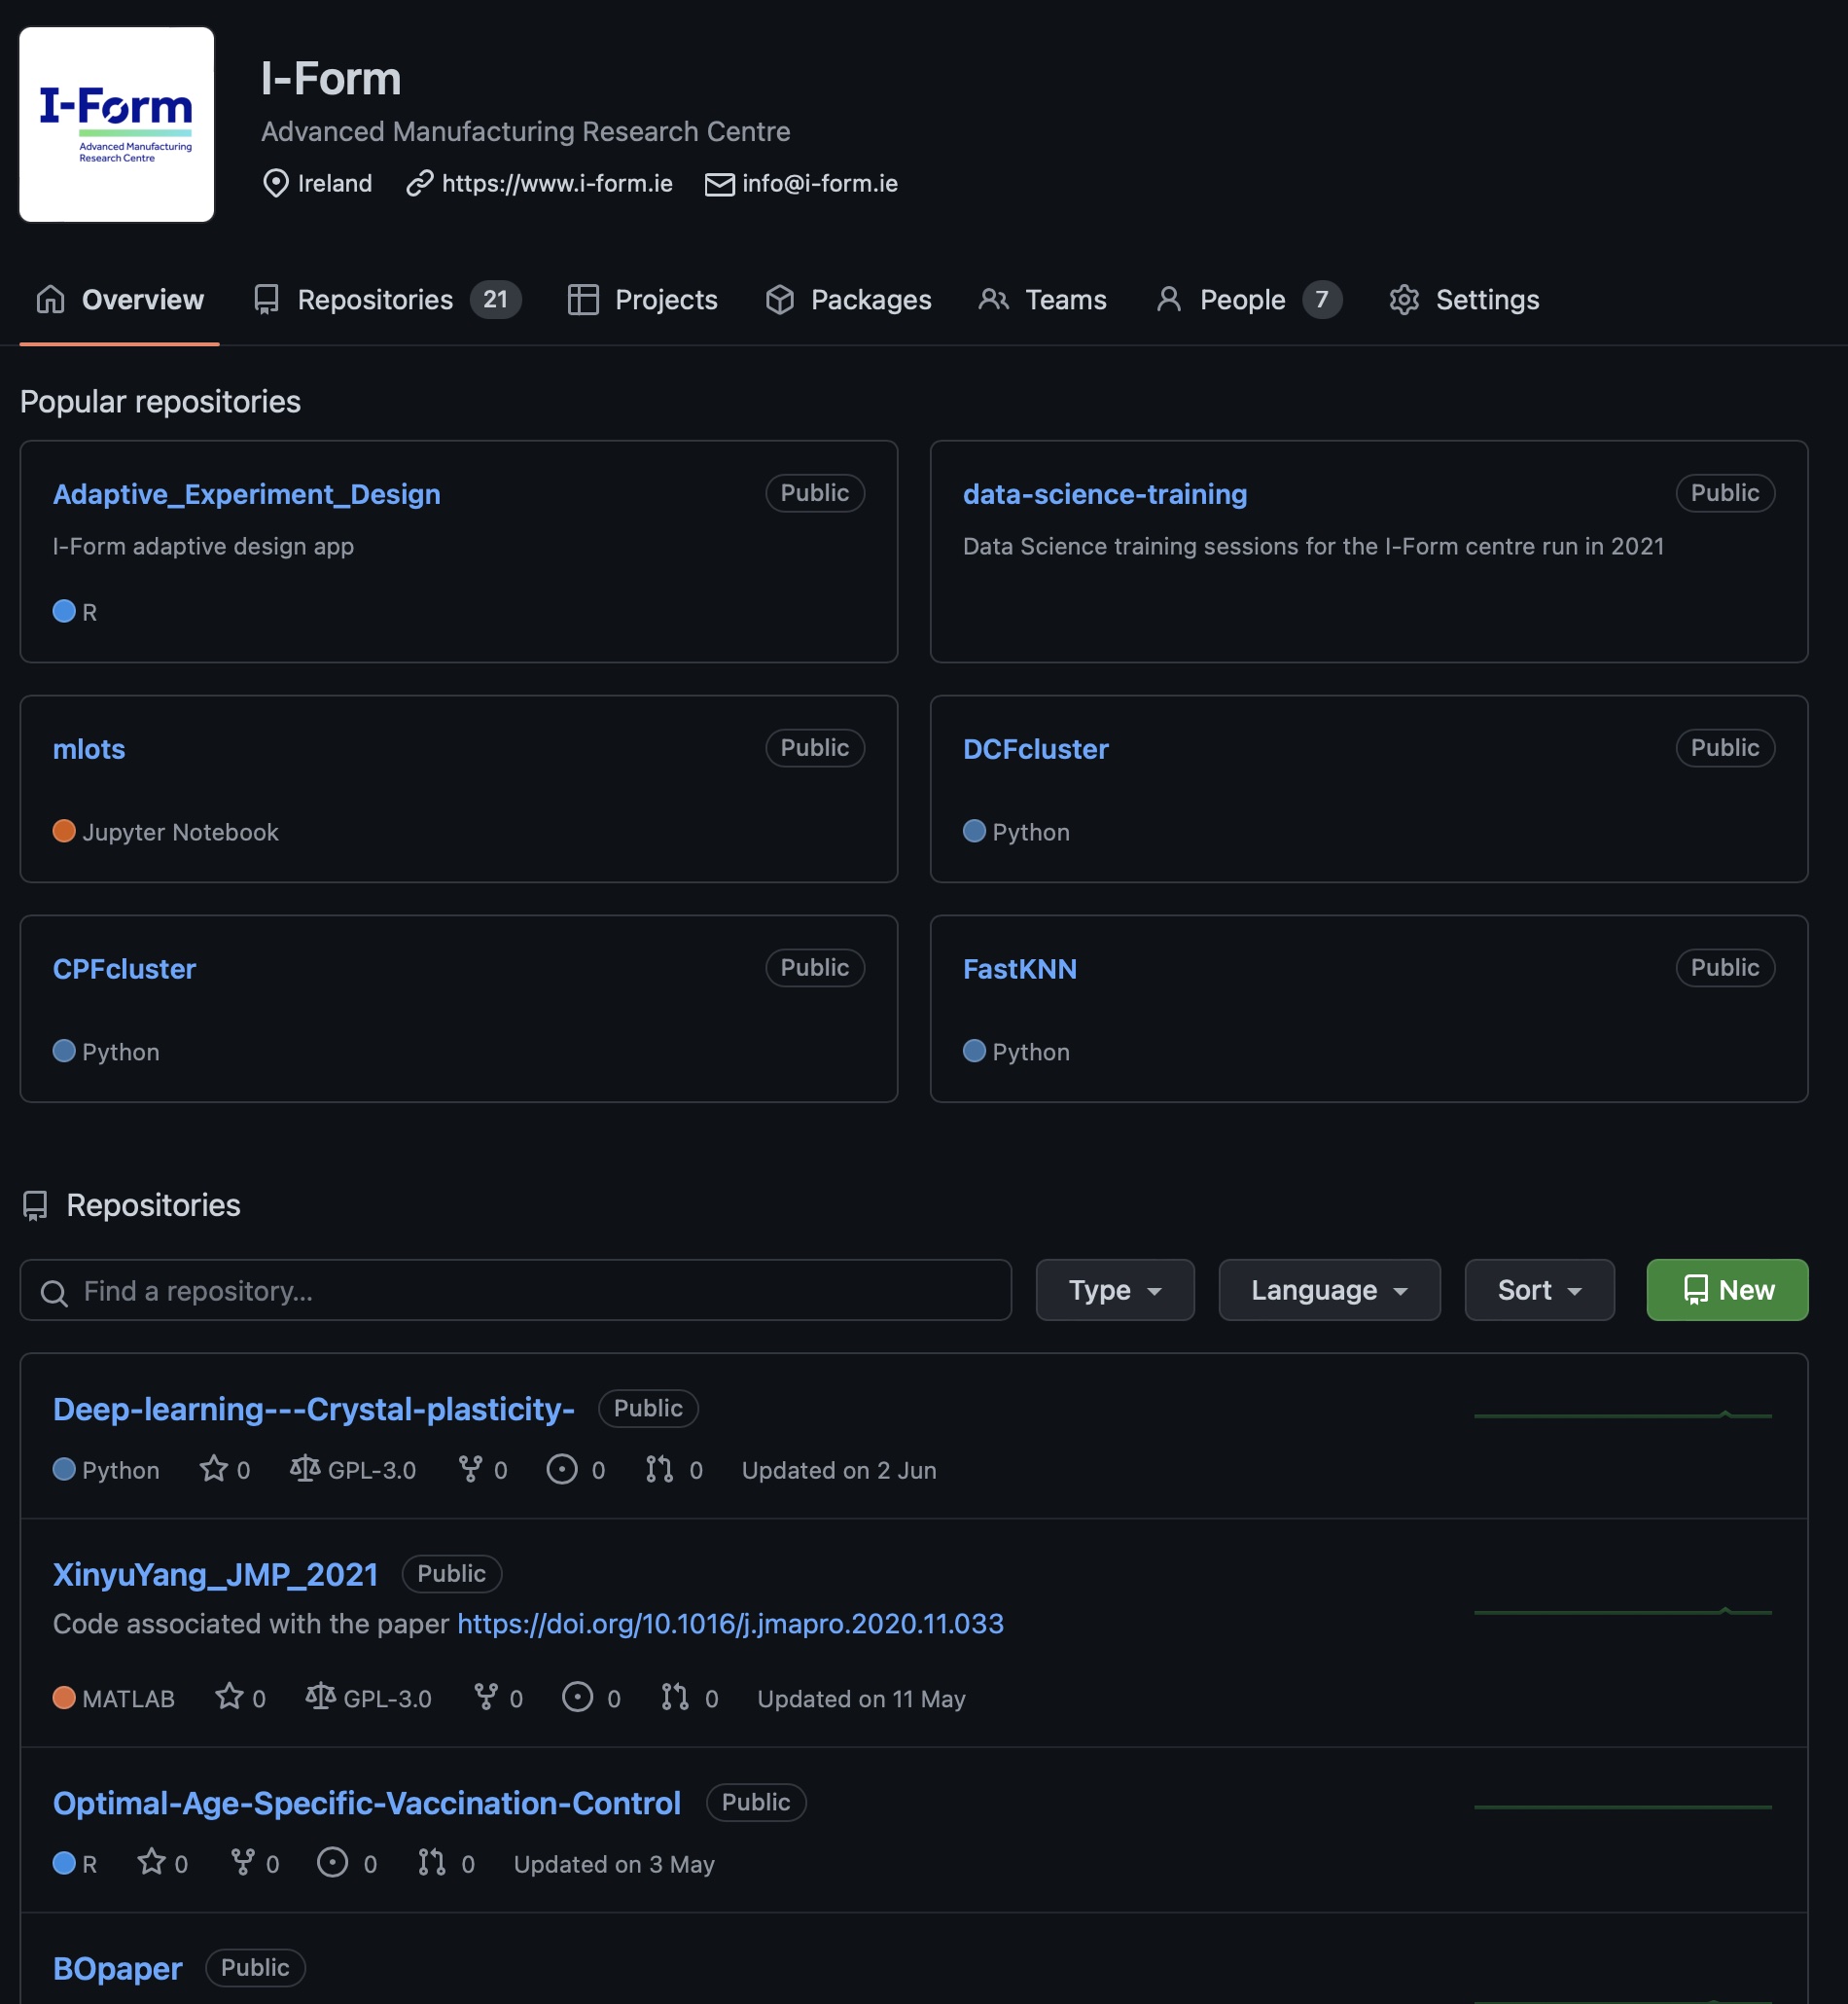 I-Form
Advanced Manufacturing
Research Centre
I-Form
Advanced Manufacturing Research Centre
Ireland https://www.i-form.ie info@i-form.ie
Overview Repositories 21 Projects Packages Teams People 7 Settings
Popular repositories
Adaptive_Experiment_Design Public
I-Form adaptive design app
R
data-science-training Public
Data Science training sessions for the I-Form centre run in 2021
mlots Public
Jupyter Notebook
DCFcluster Public
Python
CPFcluster Public
Python
FastKNN Public
Python
Repositories
Find a repository... Type Language Sort New
Deep-learning---Crystal-plasticity- Public
Python 0 GPL-3.0 0 0 0 Updated on 2 Jun
XinyuYang_JMP_2021 Public
Code associated with the paper https://doi.org/10.1016/j.jmapro.2020.11.033
MATLAB 0 GPL-3.0 0 0 0 Updated on 11 May
Optimal-Age-Specific-Vaccination-Control Public
R 0 0 0 0 Updated on 3 May
BOpaper Public